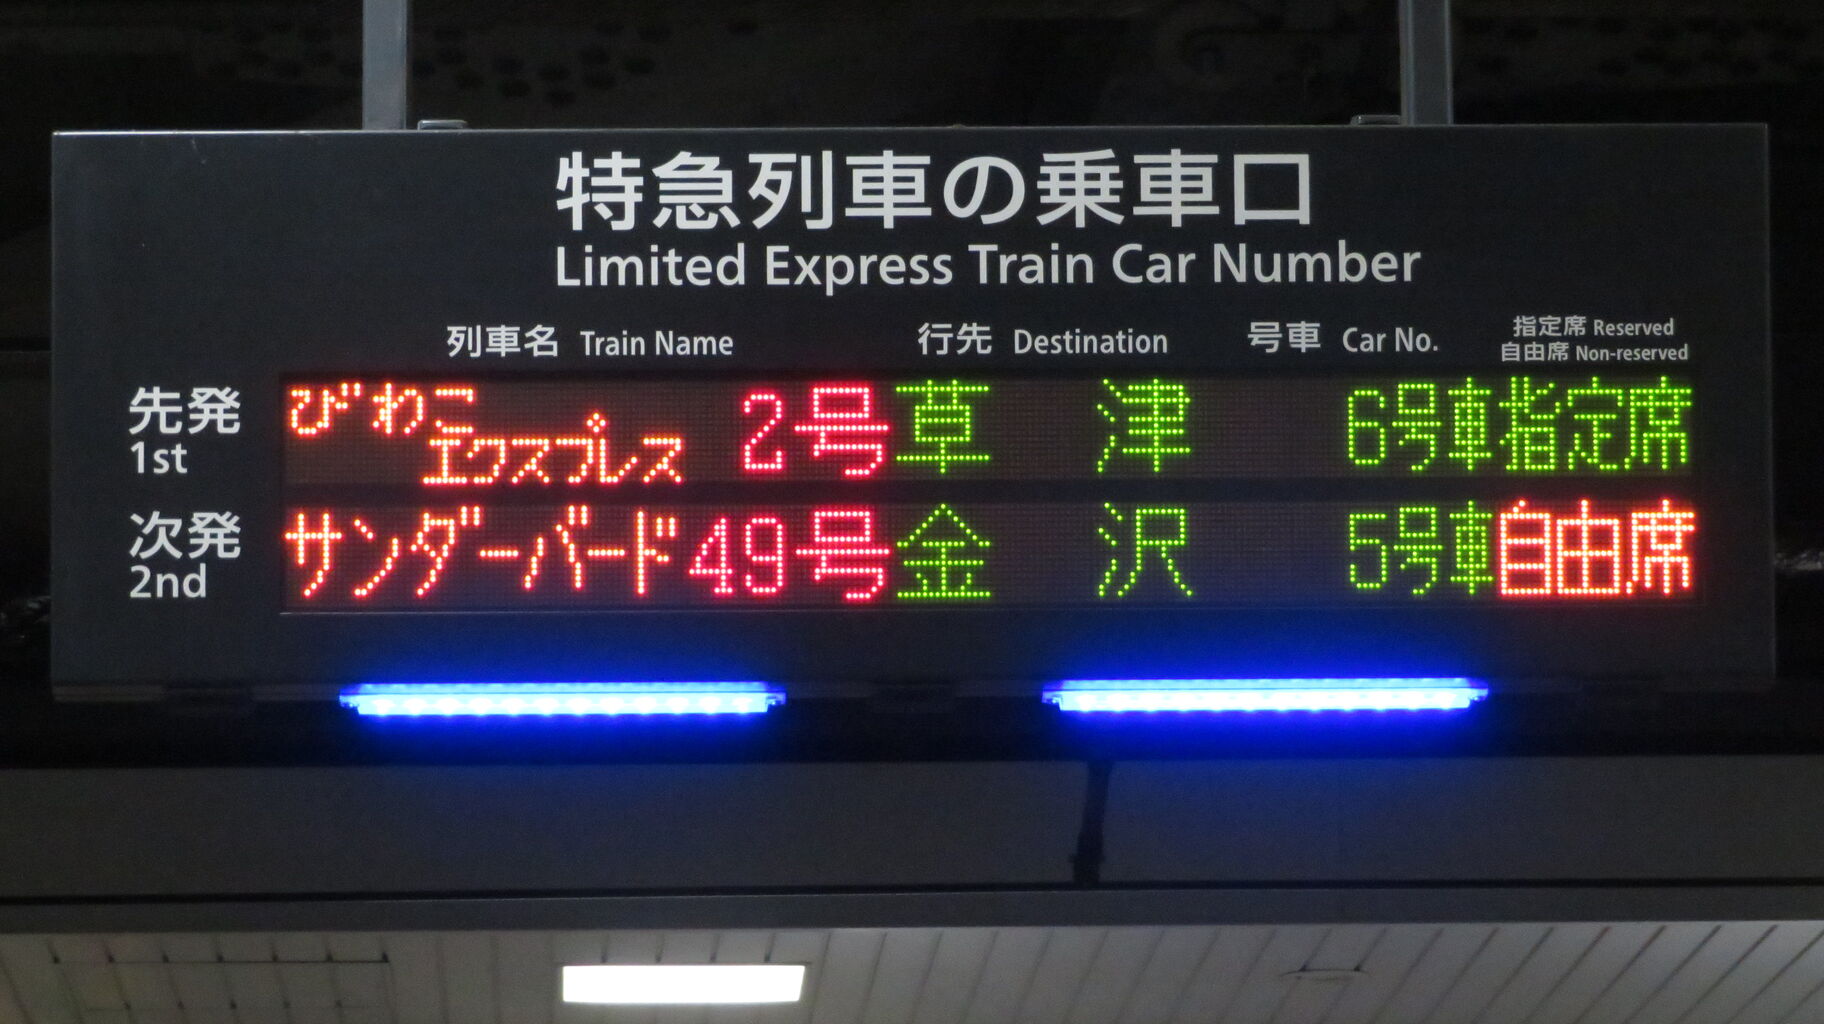 特急列車の乗車口
Limited Express Train Car Number
列車名 Train Name 行先 Destination 号車 Car No. 指定席 Reserved
自由席 Non-reserved
先発 びわこエクスプレス 2号 草津 6号車 指定席
1st
次発 サンダーバード 49号 金沢 5号車 自由席
2nd